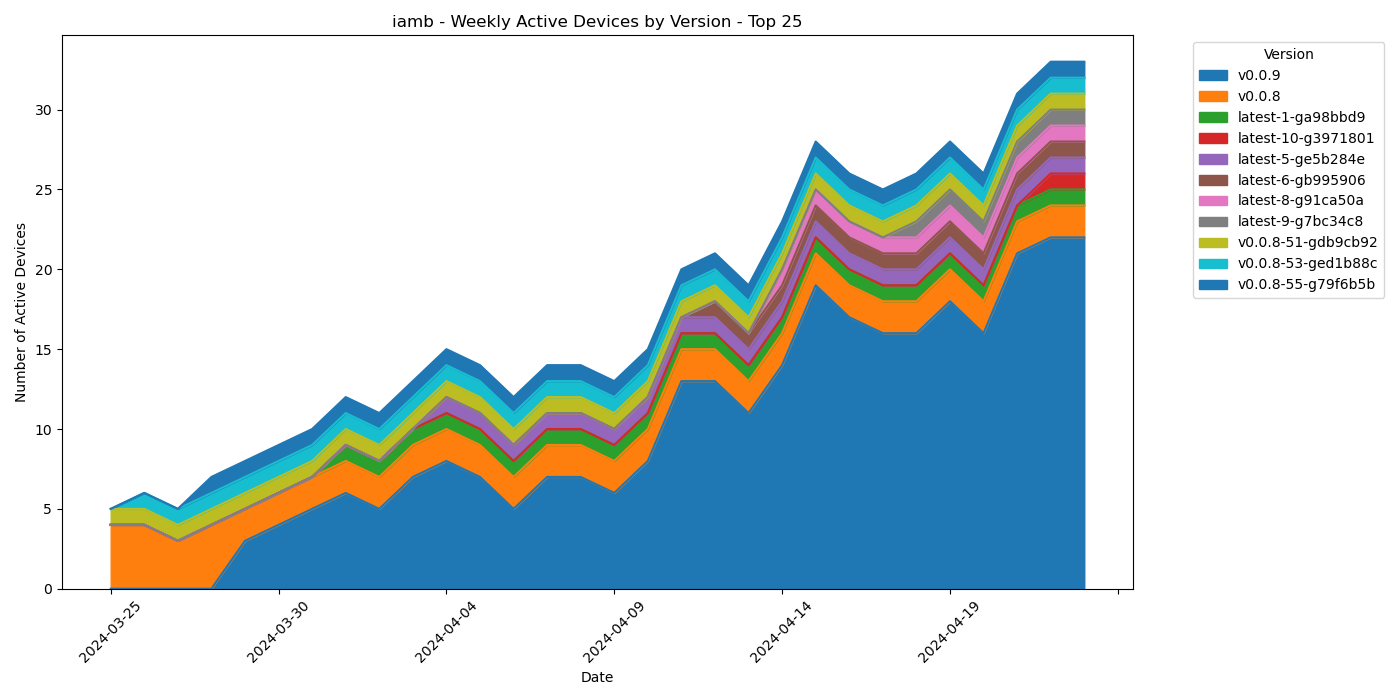 iamb - Weekly Active Devices by Version - Top 25
Number of Active Devices
30
25
20
15
10
5
0
2024-03-25
2024-03-30
2024-04-04
2024-04-09
2024-04-14
2024-04-19
Date
Version
v0.0.9
v0.0.8
latest-1-ga98bbd9
latest-10-g3971801
latest-5-ge5b284e
latest-6-gb995906
latest-8-g91ca50a
latest-9-g7bc34c8
v0.0.8-51-gdb9cb92
v0.0.8-53-ged1b88c
v0.0.8-55-g79f6b5b